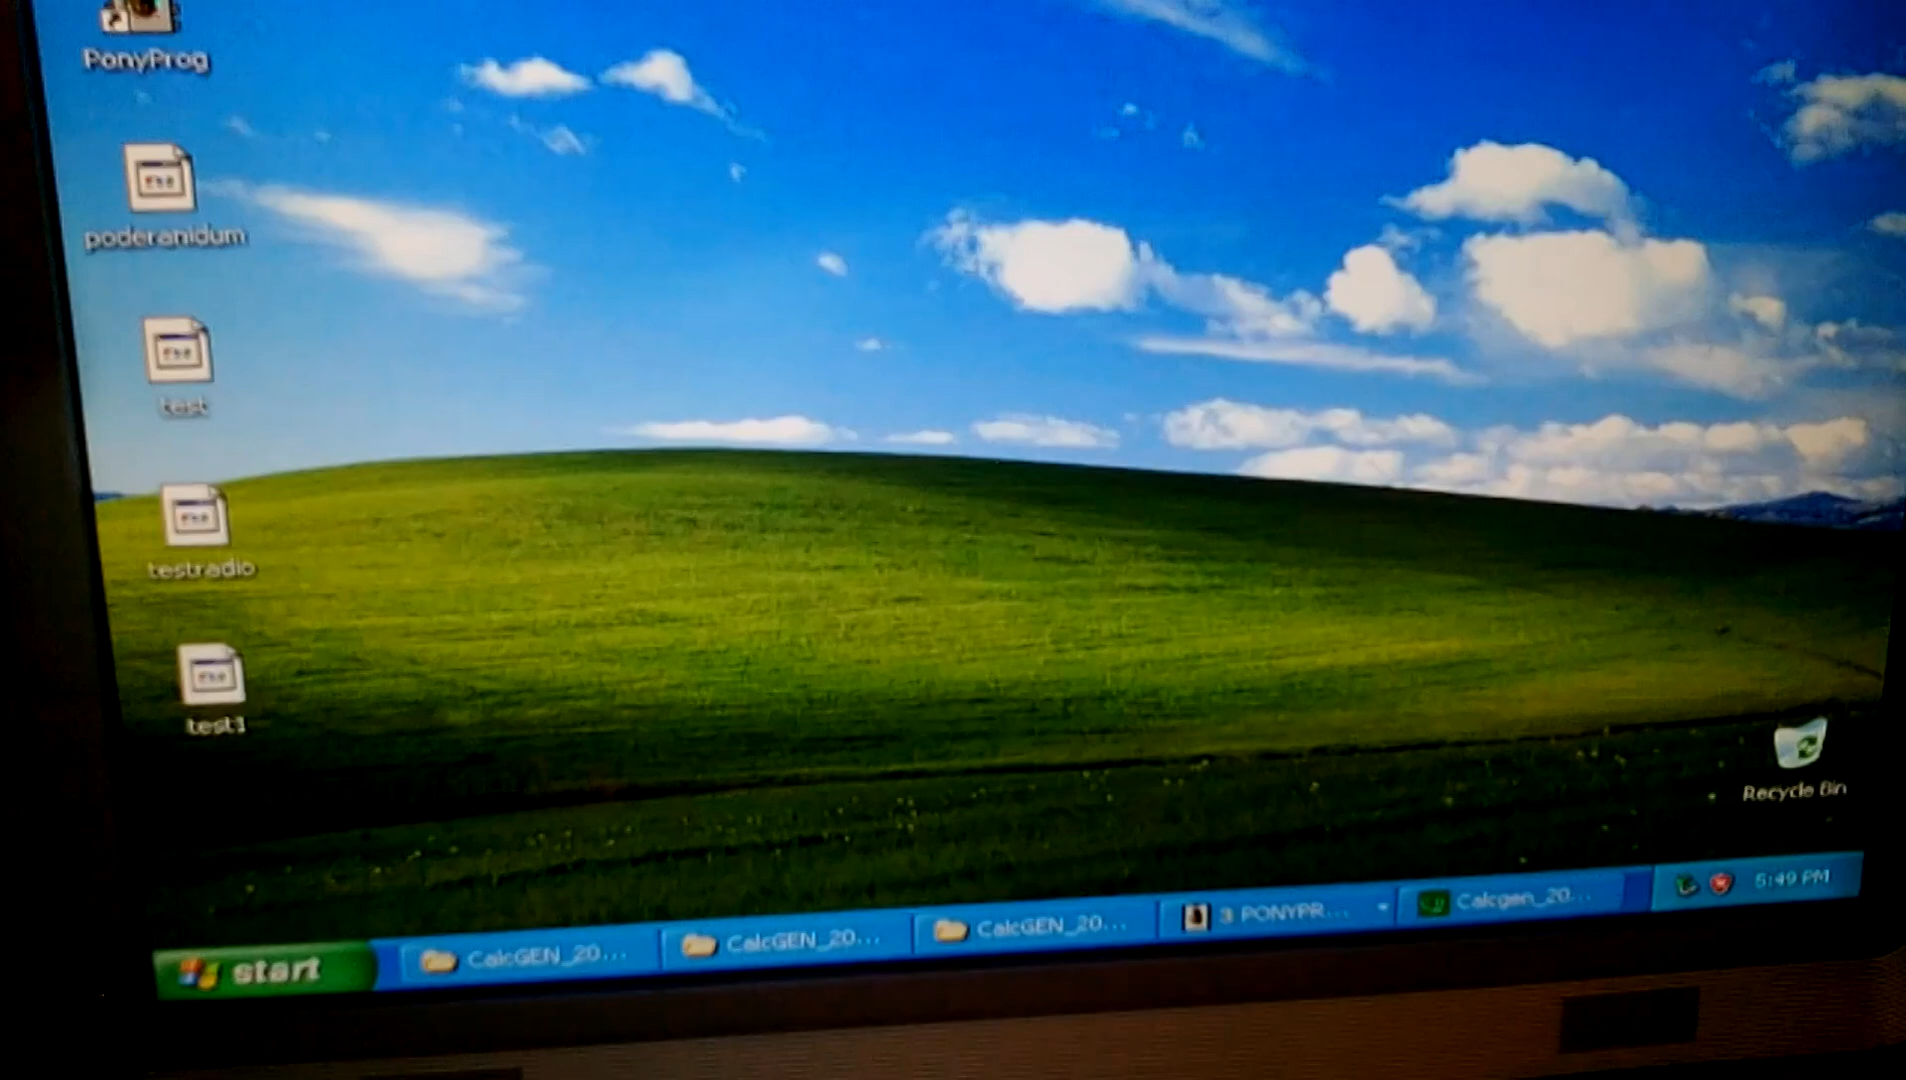 PonyProg
poderanidum
test
testradio
test1
Recycle Bin
start
CalcGEN_20...
CalcGEN_20...
CalcGEN_20...
3 PONYPR...
Calcgen_20...
5:49 PM